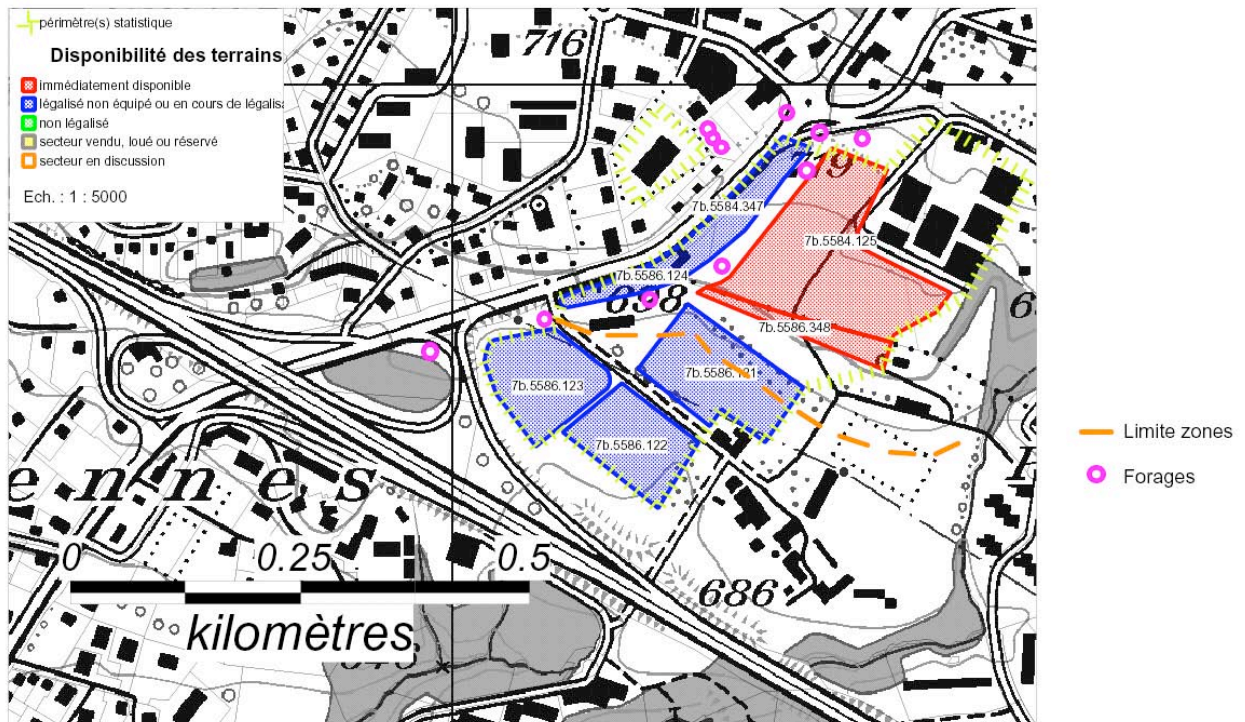 périmètre(s) statistique
Disponibilité des terrains
immédiatement disponible
légalisé non équipé ou en cours de légalis
non légalisé
secteur vendu, loué ou réservé
secteur en discussion
Ech. : 1 : 5000
716
719
7b.5584.347
7b.5584.125
7b.5586.124
698
7b.5586.348
7b.5586.123
7b.5586.121
7b.5586.122
Limite zones
Forages
ennes
0 0.25 0.5
kilomètres
686